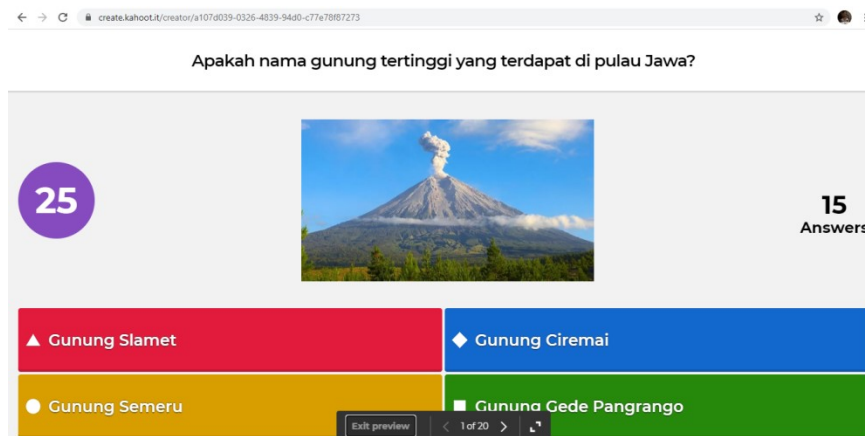 create.kahoot.it/creator/a107d039-0326-4839-94d0-c77e78f87273
Apakah nama gunung tertinggi yang terdapat di pulau Jawa?
25
15
Answers
Gunung Slamet
Gunung Ciremai
Gunung Semeru
Gunung Gede Pangrango
Exit preview
1 of 20